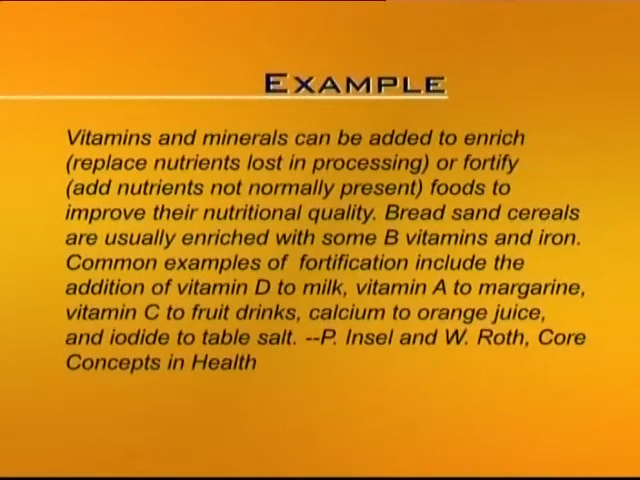 EXAMPLE
Vitamins and minerals can be added to enrich
(replace nutrients lost in processing) or fortify
(add nutrients not normally present) foods to
improve their nutritional quality. Bread sand cereals
are usually enriched with some B vitamins and iron.
Common examples of  fortification include the
addition of vitamin D to milk, vitamin A to margarine,
vitamin C to fruit drinks, calcium to orange juice,
and iodide to table salt. --P. Insel and W. Roth, Core
Concepts in Health